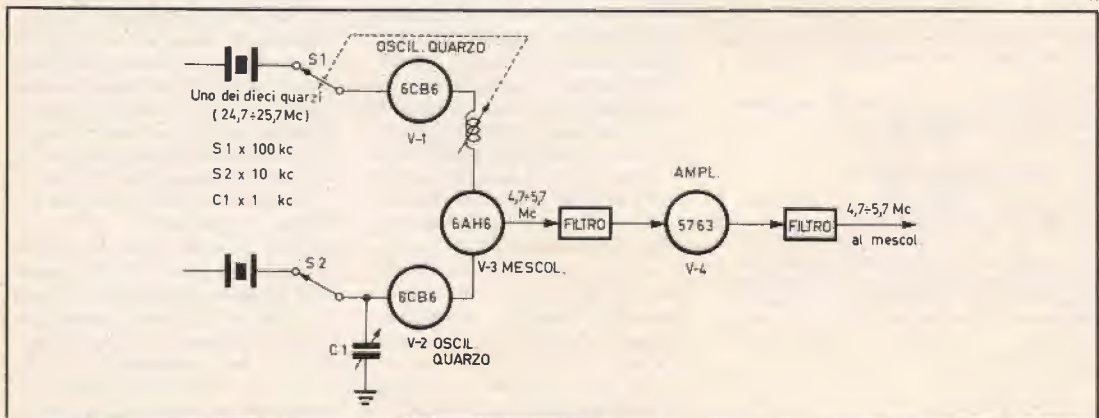 OSCIL. QUARZO
S1
6CB6
V-1
Uno dei dieci quarzi
( 24,7÷25,7 Mc)
S1 x 100 kc
S2 x 10 kc
C1 x 1 kc
6AH6
V-3 MESCOL.
4,7÷5,7
Mc
FILTRO
AMPL.
5763
V-4
FILTRO
4,7÷5,7 Mc
al mescol.
S2
6CB6
V-2 OSCIL.
QUARZO
C1